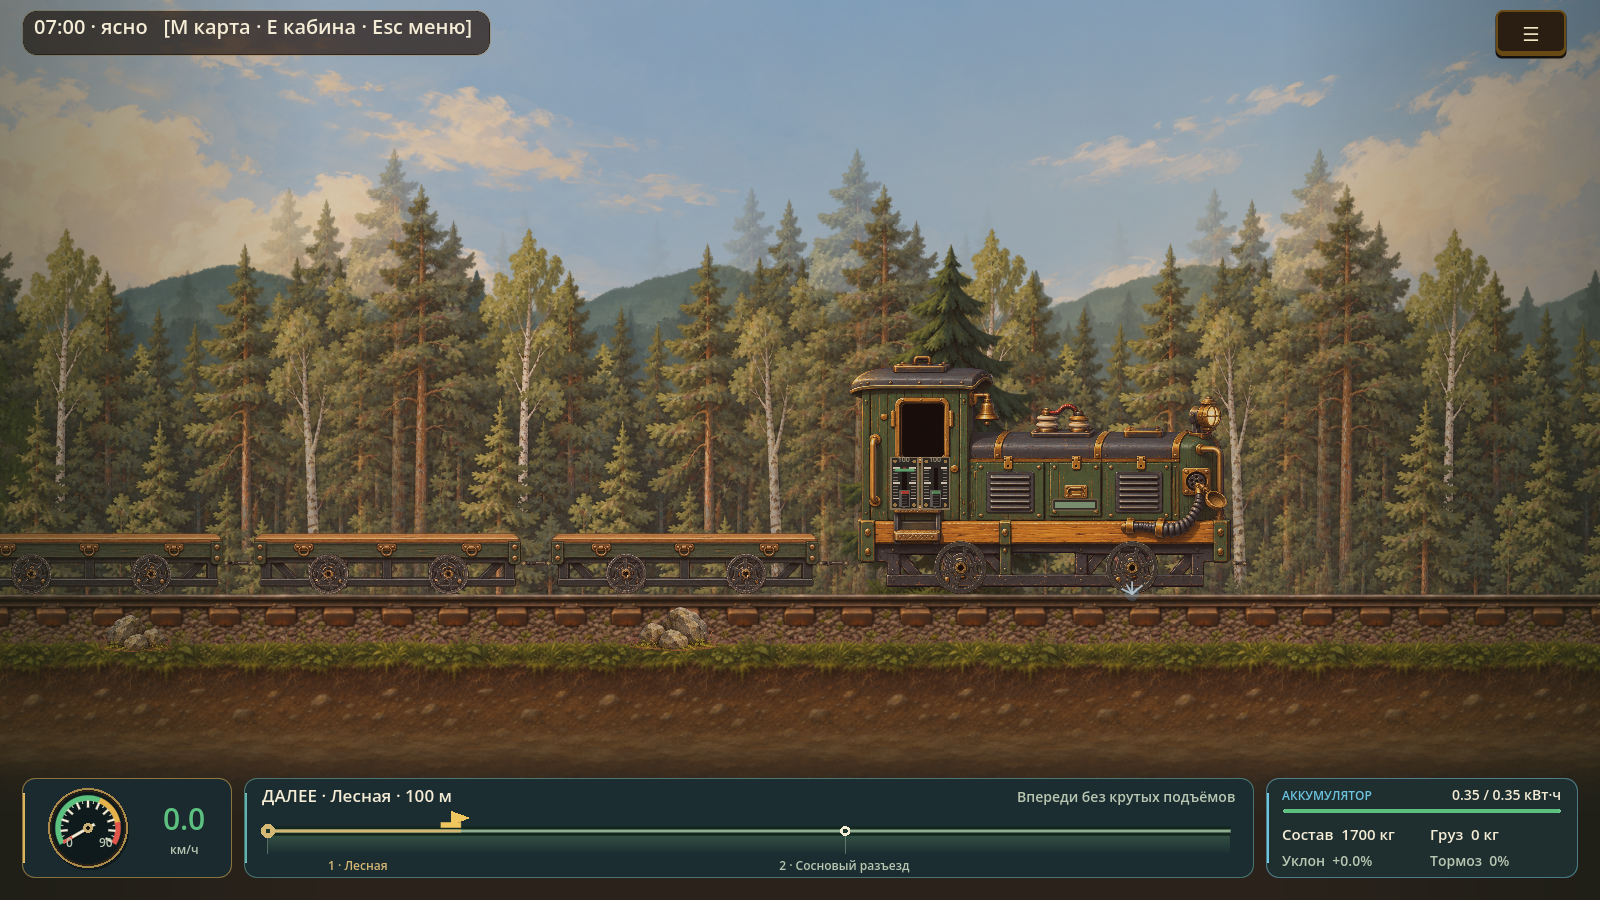 07:00 · ясно [М карта · Е кабина · Esc меню]
☰
100 100
0 90
0.0
км/ч
ДАЛЕЕ · Лесная · 100 м
Впереди без крутых подъёмов
1 · Лесная
2 · Сосновый разъезд
АККУМУЛЯТОР 0.35 / 0.35 кВт·ч
Состав 1700 кг Груз 0 кг
Уклон +0.0% Тормоз 0%